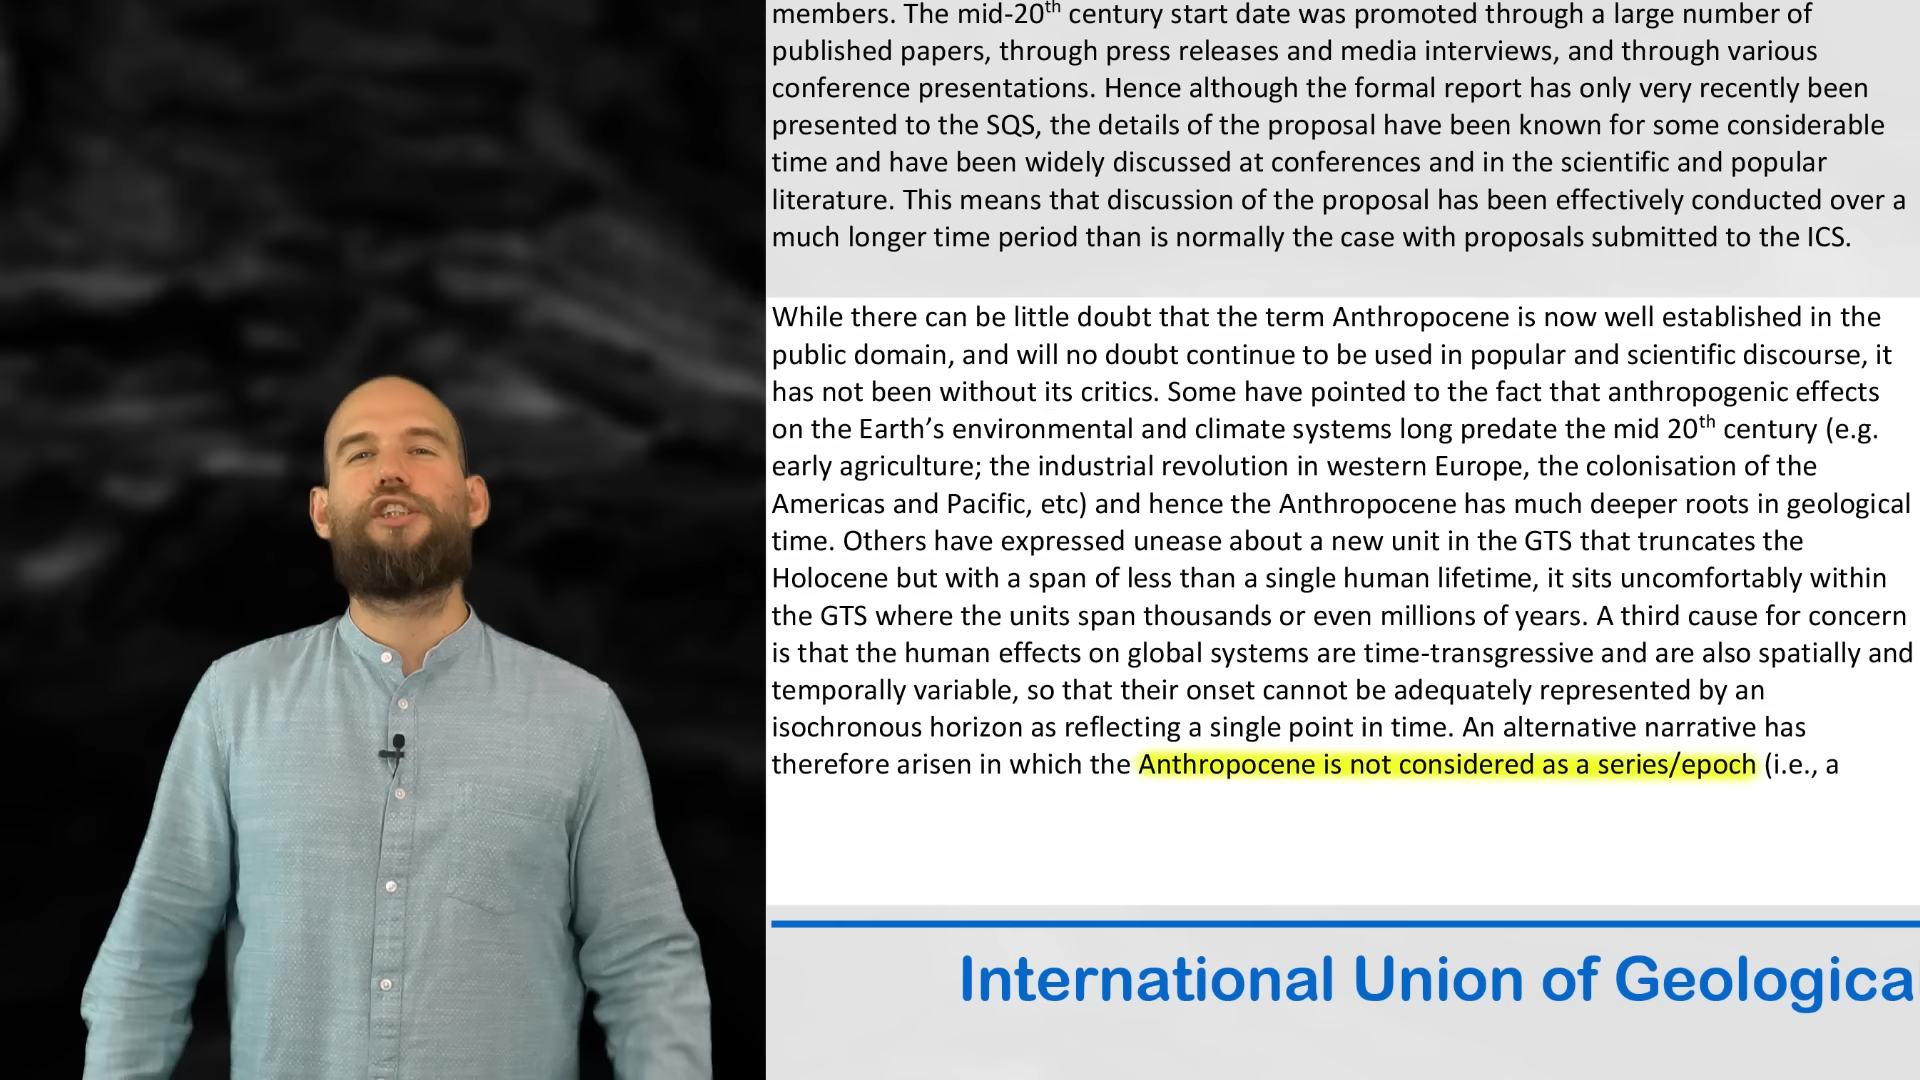 members. The mid-20th century start date was promoted through a large number of
published papers, through press releases and media interviews, and through various
conference presentations. Hence although the formal report has only very recently been
presented to the SQS, the details of the proposal have been known for some considerable
time and have been widely discussed at conferences and in the scientific and popular
literature. This means that discussion of the proposal has been effectively conducted over a
much longer time period than is normally the case with proposals submitted to the ICS.
While there can be little doubt that the term Anthropocene is now well established in the
public domain, and will no doubt continue to be used in popular and scientific discourse, it
has not been without its critics. Some have pointed to the fact that anthropogenic effects
on the Earth’s environmental and climate systems long predate the mid 20th century (e.g.
early agriculture; the industrial revolution in western Europe, the colonisation of the
Americas and Pacific, etc) and hence the Anthropocene has much deeper roots in geological
time. Others have expressed unease about a new unit in the GTS that truncates the
Holocene but with a span of less than a single human lifetime, it sits uncomfortably within
the GTS where the units span thousands or even millions of years. A third cause for concern
is that the human effects on global systems are time-transgressive and are also spatially and
temporally variable, so that their onset cannot be adequately represented by an
isochronous horizon as reflecting a single point in time. An alternative narrative has
therefore arisen in which the Anthropocene is not considered as a series/epoch (i.e., a
International Union of Geologica